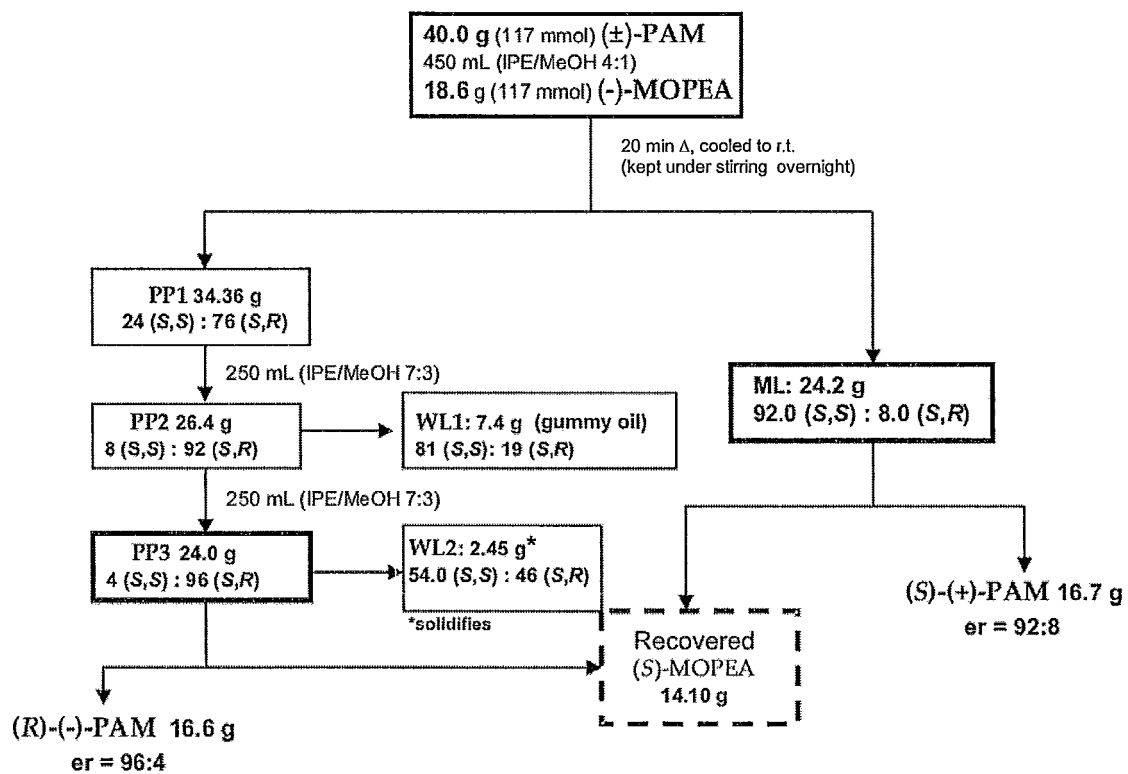 40.0 g (117 mmol) (±)-PAM
450 mL (IPE/MeOH 4:1)
18.6 g (117 mmol) (-)-MOPEA
20 min Δ, cooled to r.t.
(kept under stirring overnight)
PP1 34.36 g
24 (S,S) : 76 (S,R)
250 mL (IPE/MeOH 7:3)
PP2 26.4 g
8 (S,S) : 92 (S,R)
WL1: 7.4 g (gummy oil)
81 (S,S): 19 (S,R)
ML: 24.2 g
92.0 (S,S) : 8.0 (S,R)
250 mL (IPE/MeOH 7:3)
PP3 24.0 g
4 (S,S) : 96 (S,R)
WL2: 2.45 g*
54.0 (S,S) : 46 (S,R)
*solidifies
(S)-(+)-PAM 16.7 g
er = 92:8
Recovered
(S)-MOPEA
14.10 g
(R)-(-)-PAM 16.6 g
er = 96:4